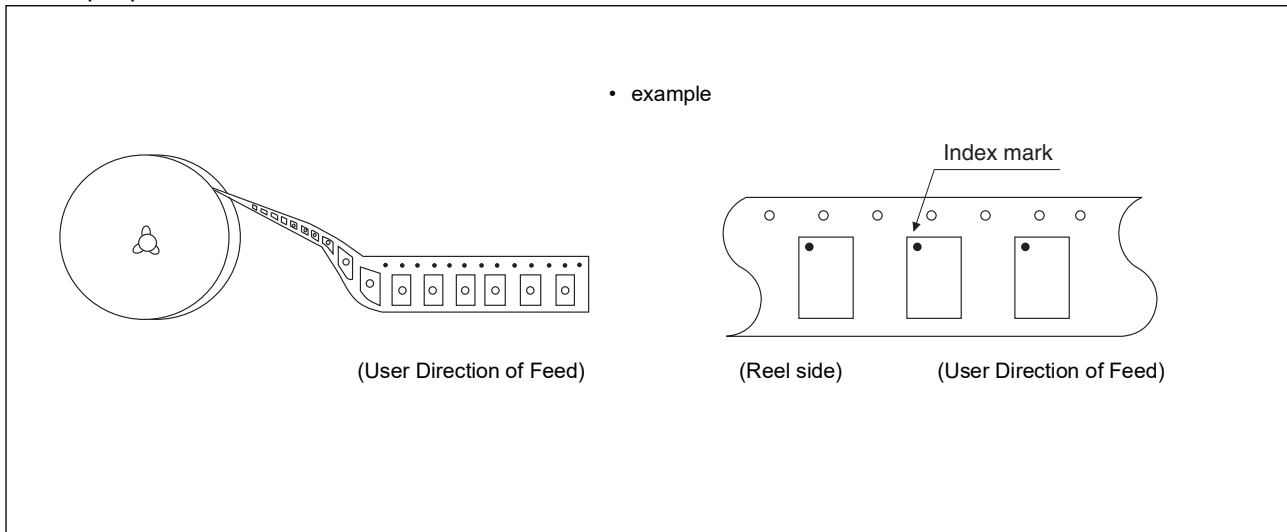 • example
Index mark
(User Direction of Feed)
(Reel side)
(User Direction of Feed)